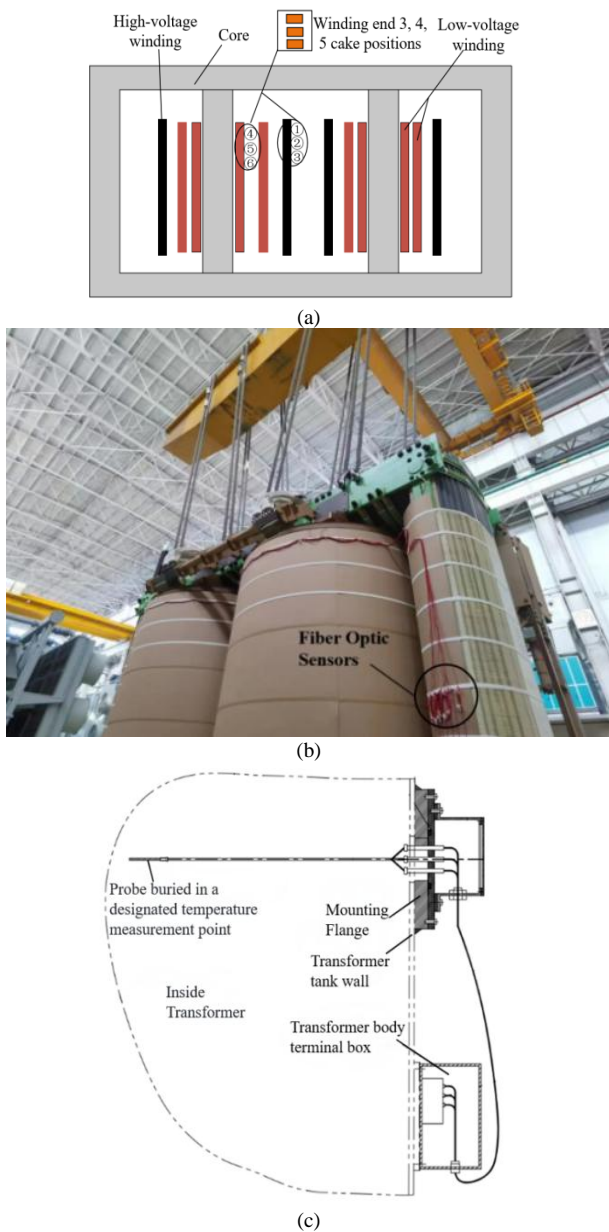 High-voltage
winding
Core
Winding end 3, 4,
5 cake positions
Low-voltage
winding
④
①
⑤
②
⑥
③
(a)
Fiber Optic
Sensors
(b)
Probe buried in a
designated temperature
measurement point
Mounting
Flange
Transformer
tank wall
Inside
Transformer
Transformer body
terminal box
(c)